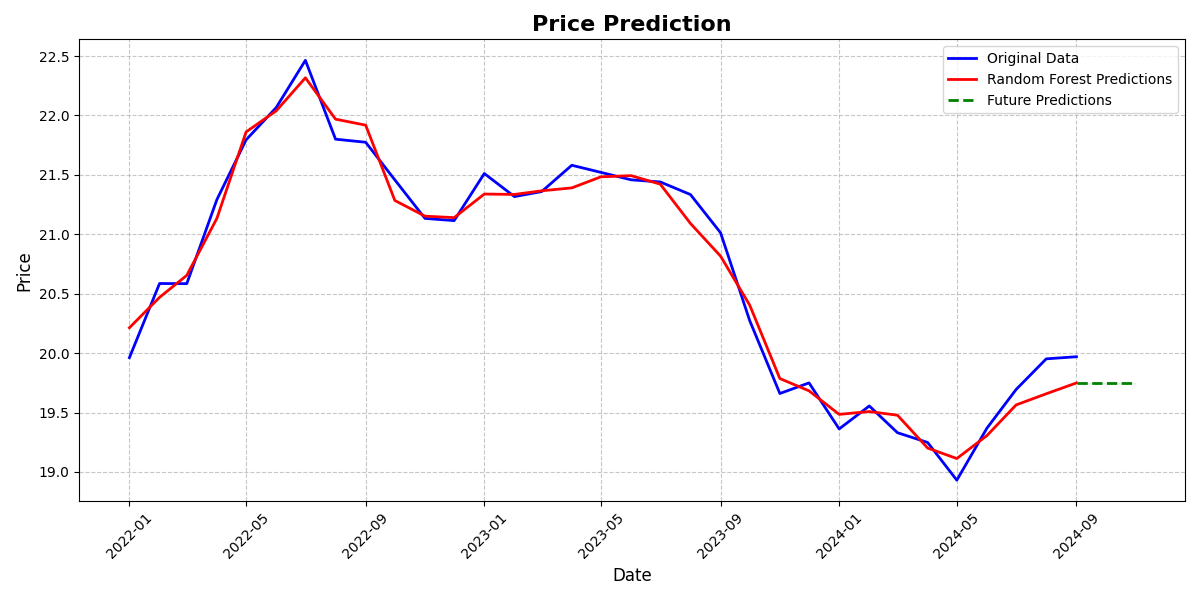 Price Prediction
Original Data
Random Forest Predictions
Future Predictions
Price
22.5
22.0
21.5
21.0
20.5
20.0
19.5
19.0
2022-01
2022-05
2022-09
2023-01
2023-05
2023-09
2024-01
2024-05
2024-09
Date